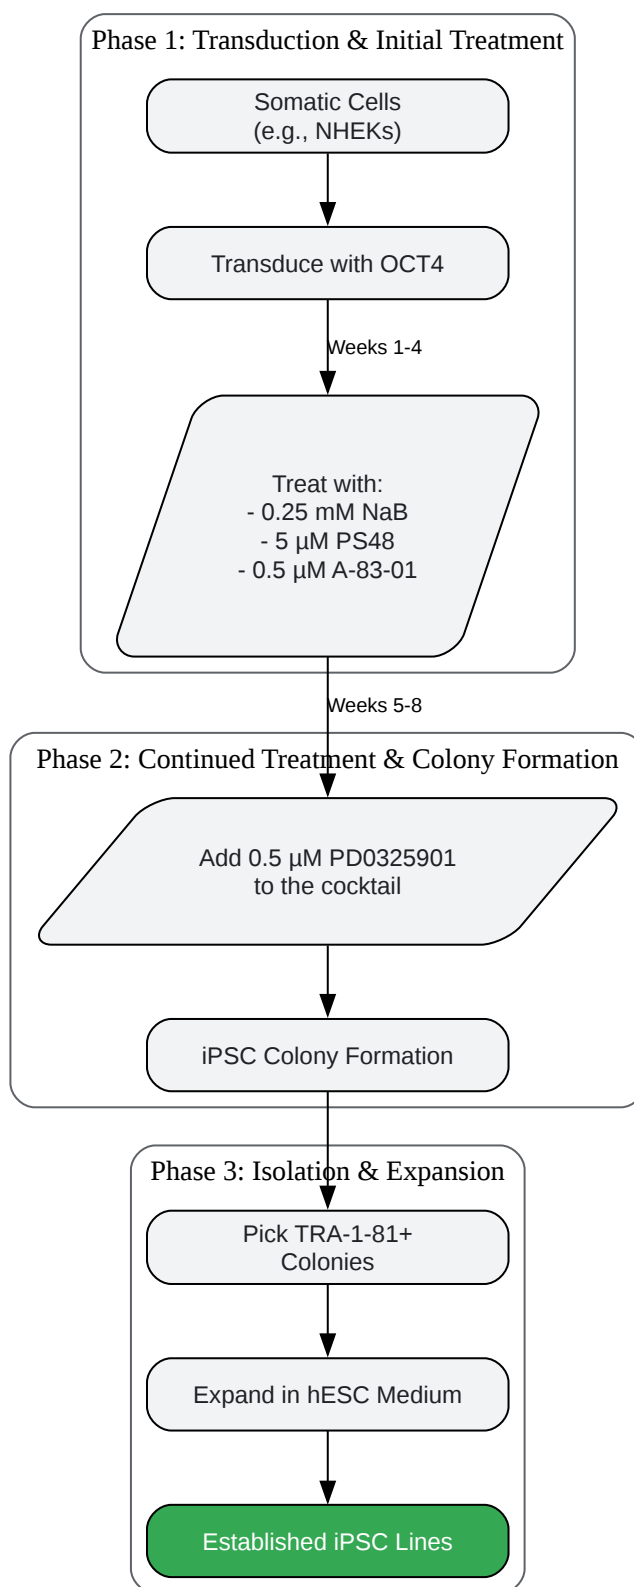 Phase 1: Transduction & Initial Treatment
Somatic Cells
(e.g., NHEKs)
Transduce with OCT4
Weeks 1-4
Treat with:
- 0.25 mM NaB
- 5 µM PS48
- 0.5 µM A-83-01
Weeks 5-8
Phase 2: Continued Treatment & Colony Formation
Add 0.5 µM PD0325901
to the cocktail
iPSC Colony Formation
Phase 3: Isolation & Expansion
Pick TRA-1-81+
Colonies
Expand in hESC Medium
Established iPSC Lines